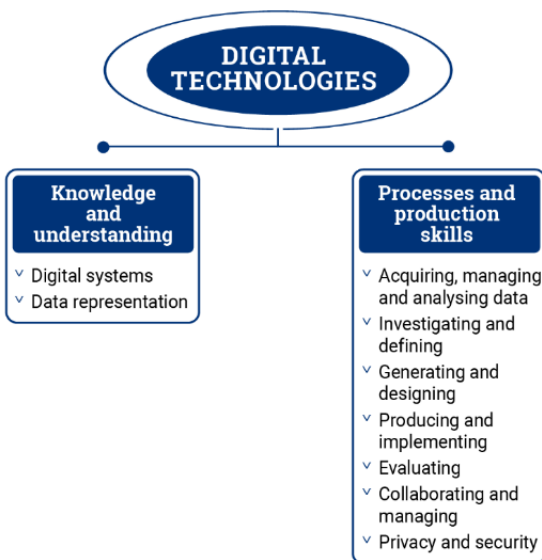 DIGITAL
TECHNOLOGIES
Knowledge
and
understanding
Digital systems
Data representation
Processes and
production
skills
Acquiring, managing
and analysing data
Investigating and
defining
Generating and
designing
Producing and
implementing
Evaluating
Collaborating and
managing
Privacy and security